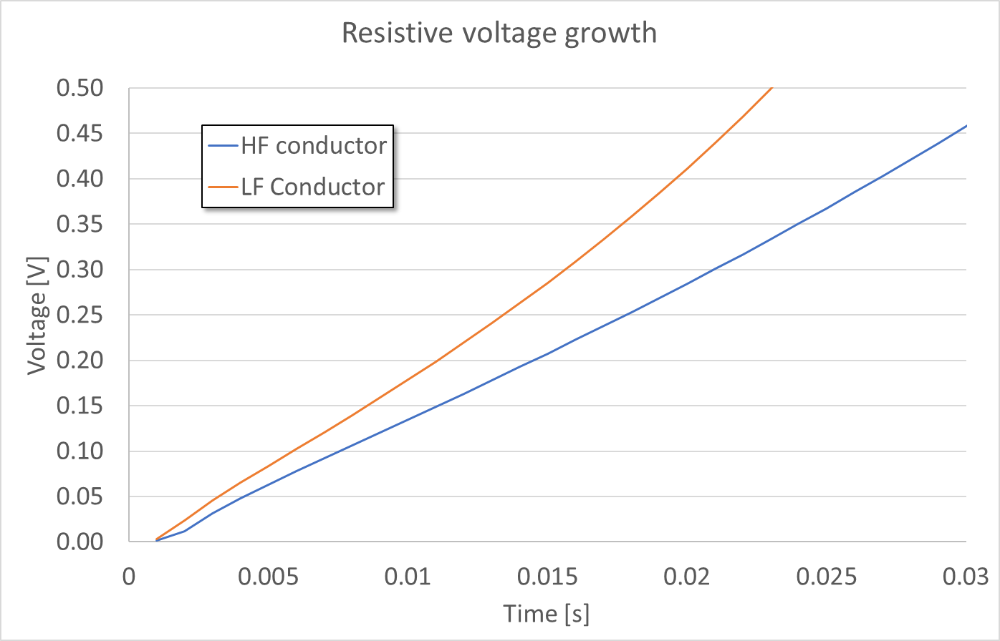 Resistive voltage growth
0.50
0.45
0.40
0.35
0.30
0.25
0.20
0.15
0.10
0.05
0.00
Voltage [V]
HF conductor
LF Conductor
0 0.005 0.01 0.015 0.02 0.025 0.03
Time [s]